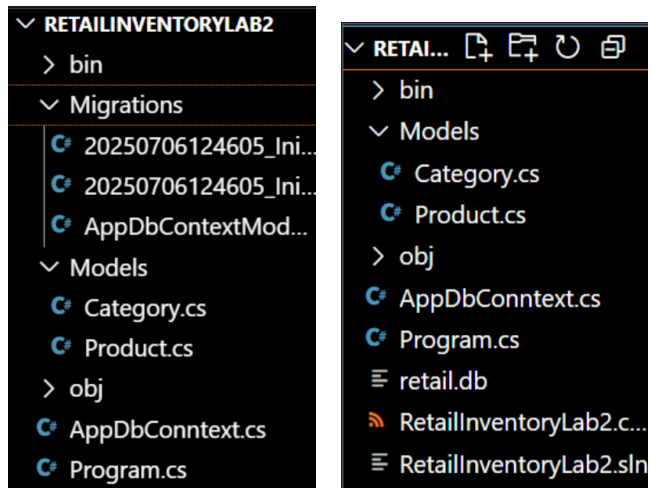 RETAILINVENTORYLAB2
bin
Migrations
C# 20250706124605_Ini...
C# 20250706124605_Ini...
C# AppDbContextMod...
Models
C# Category.cs
C# Product.cs
obj
C# AppDbConntext.cs
C# Program.cs
RETAI...
bin
Models
C# Category.cs
C# Product.cs
obj
C# AppDbConntext.cs
C# Program.cs
retail.db
RetailInventoryLab2.c...
RetailInventoryLab2.sln